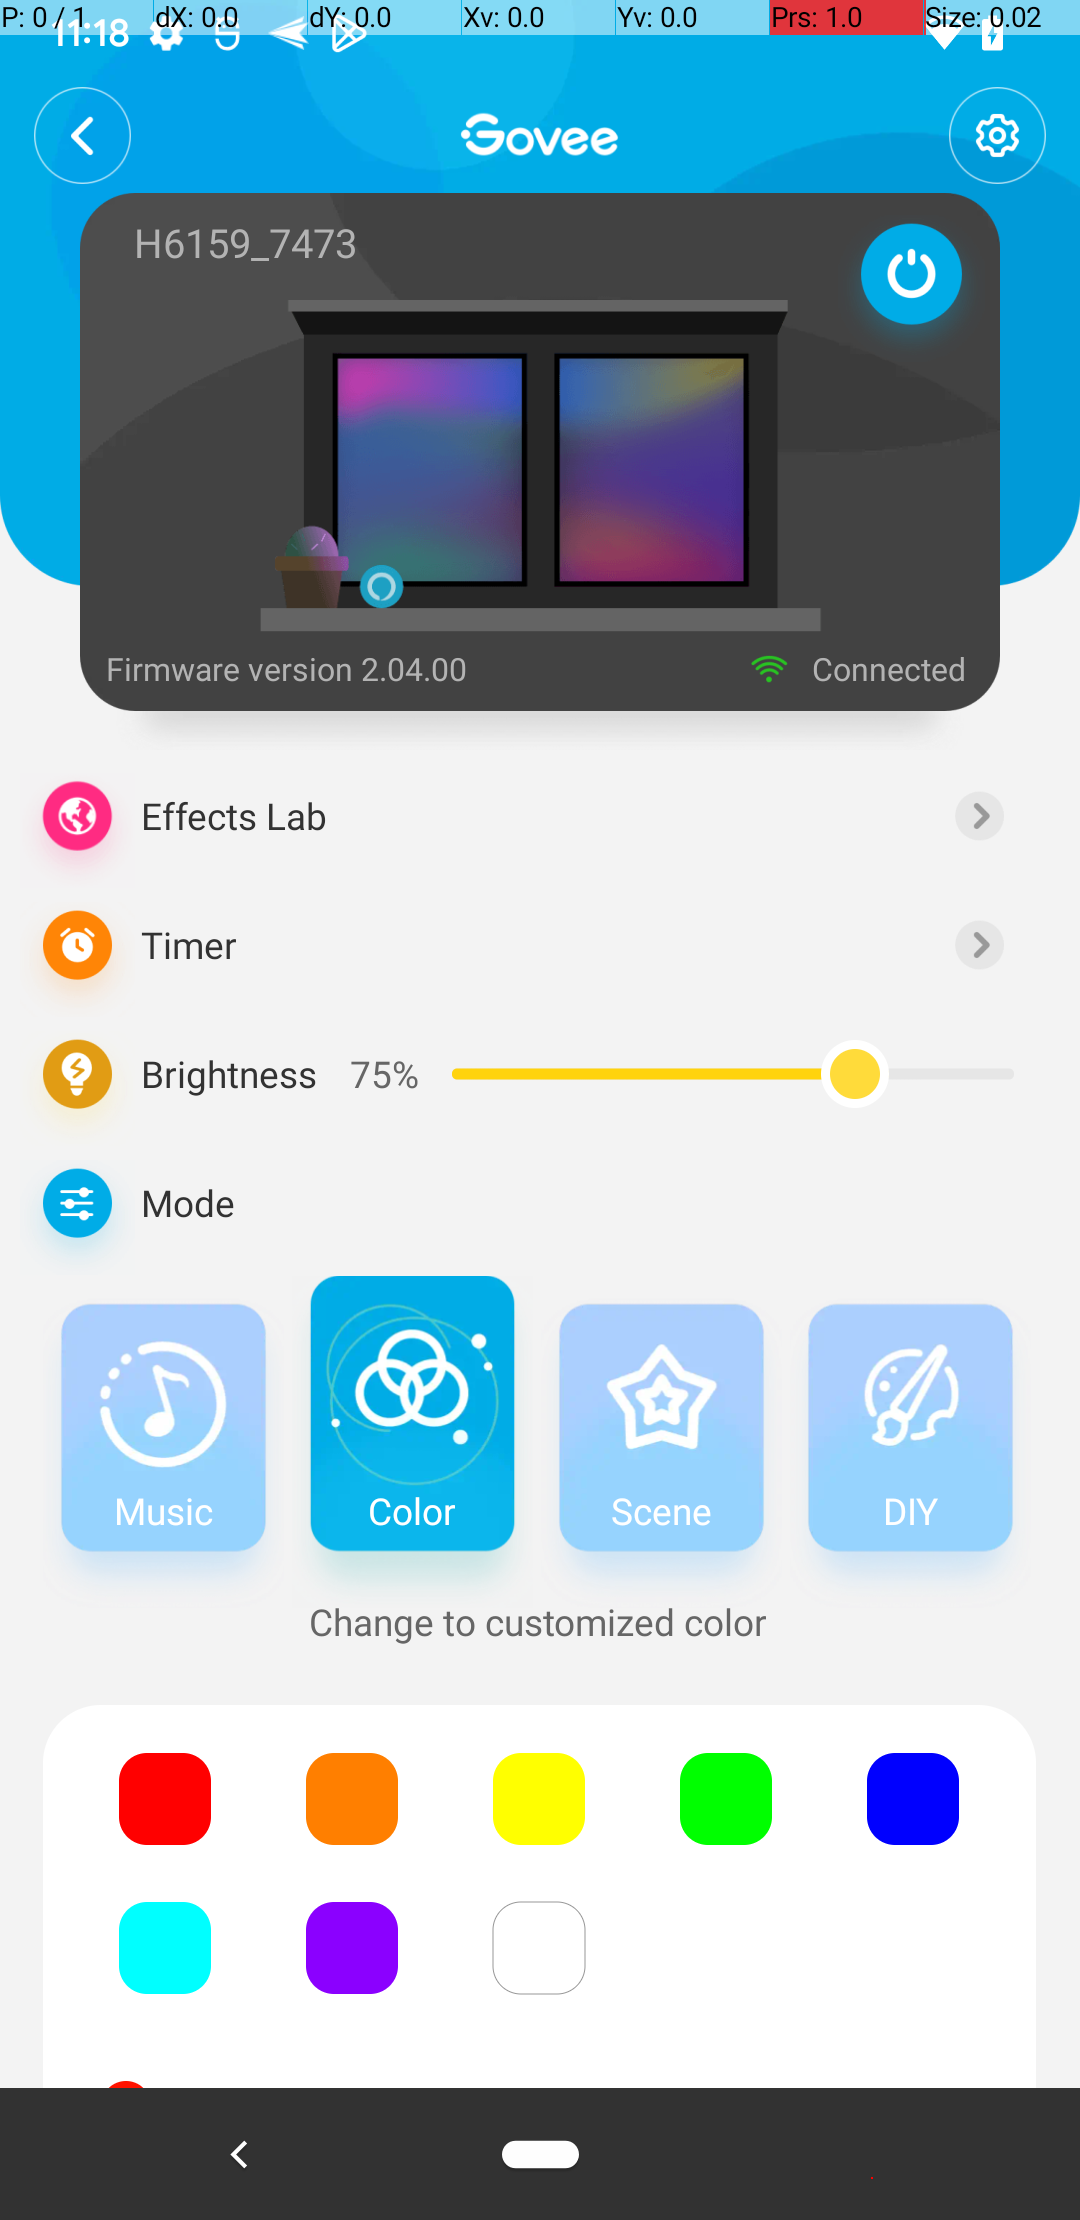 P: 0 / 1 dX: 0.0 dY: 0.0 Xv: 0.0 Yv: 0.0 Prs: 1.0 Size: 0.02
11:18
Govee
H6159_7473
Firmware version 2.04.00 Connected
Effects Lab
Timer
Brightness 75%
Mode
Music Color Scene DIY
Change to customized color